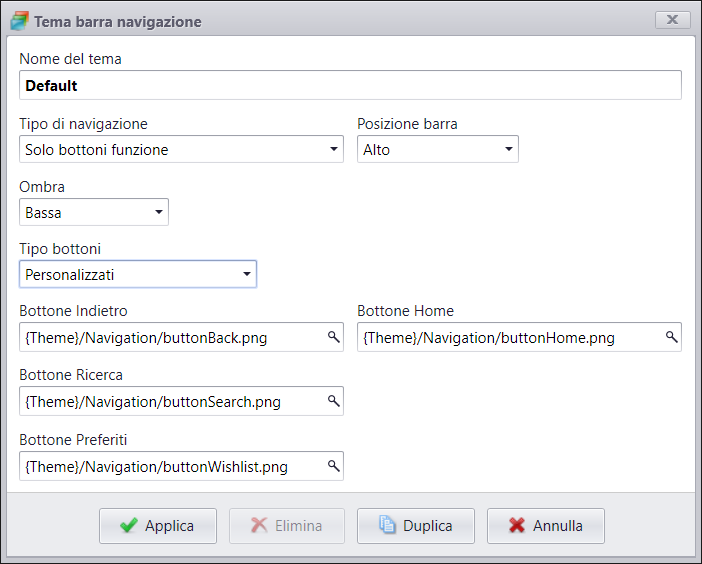 Tema barra navigazione
Nome del tema
Default
Tipo di navigazione Posizione barra
Solo bottoni funzione Alto
Ombra
Bassa
Tipo bottoni
Personalizzati
Bottone Indietro Bottone Home
{Theme}/Navigation/buttonBack.png {Theme}/Navigation/buttonHome.png
Bottone Ricerca
{Theme}/Navigation/buttonSearch.png
Bottone Preferiti
{Theme}/Navigation/buttonWishlist.png
Applica Elimina Duplica Annulla